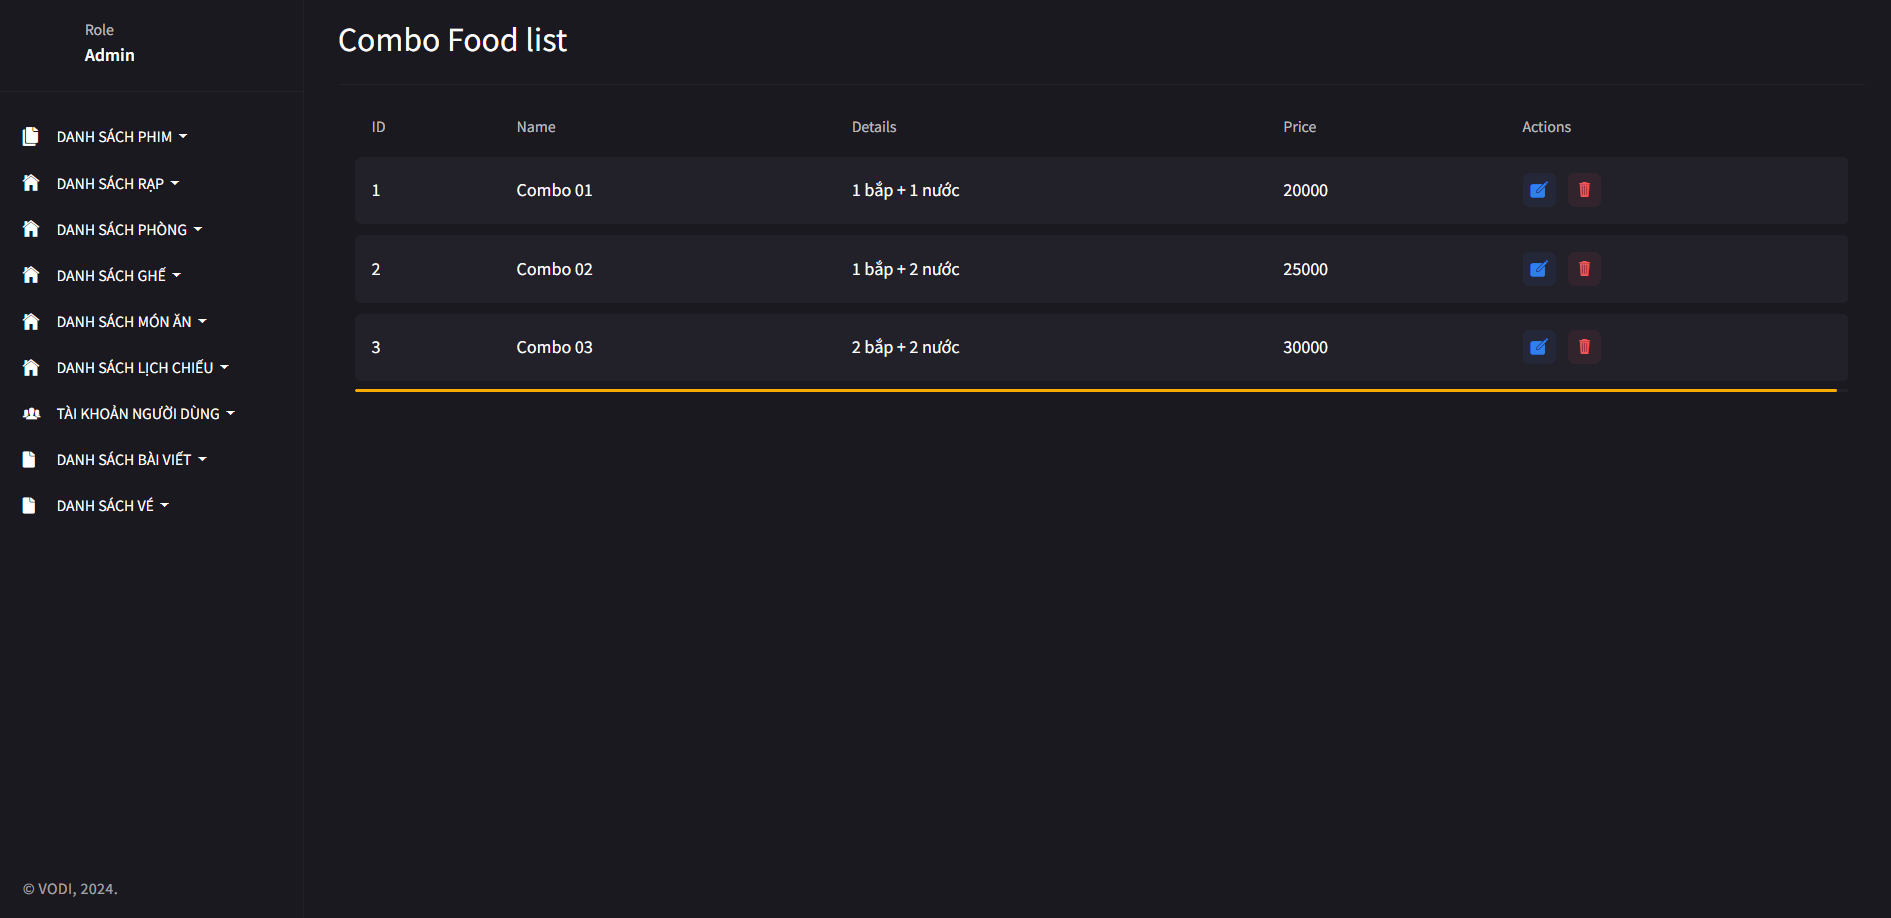 Role
Admin
DANH SÁCH PHIM
DANH SÁCH RẠP
DANH SÁCH PHÒNG
DANH SÁCH GHẾ
DANH SÁCH MÓN ĂN
DANH SÁCH LỊCH CHIẾU
TÀI KHOẢN NGƯỜI DÙNG
DANH SÁCH BÀI VIẾT
DANH SÁCH VÉ
© VODI, 2024.
Combo Food list
ID Name Details Price Actions
1 Combo 01 1 bắp + 1 nước 20000
2 Combo 02 1 bắp + 2 nước 25000
3 Combo 03 2 bắp + 2 nước 30000